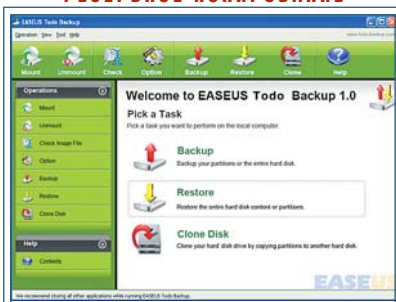 EASEUS Todo Backup
Operation View Tool Help
www.todo-backup.com
Mount Unmount Check Option Backup Restore Clone Help
Operations
Mount
Unmount
Check Image File
Option
Backup
Restore
Clone Disk
Help
Contents
Welcome to EASEUS Todo Backup 1.0
Pick a Task
Pick a task you want to perform on the local computer.
Backup
Backup your partitions or the entire hard disk.
Restore
Restore the entire hard disk content or partitions.
Clone Disk
Clone your hard disk drive by copying partitions to another hard disk.
EASEUS
We recommend closing all other applications while running EASEUS Todo Backup.